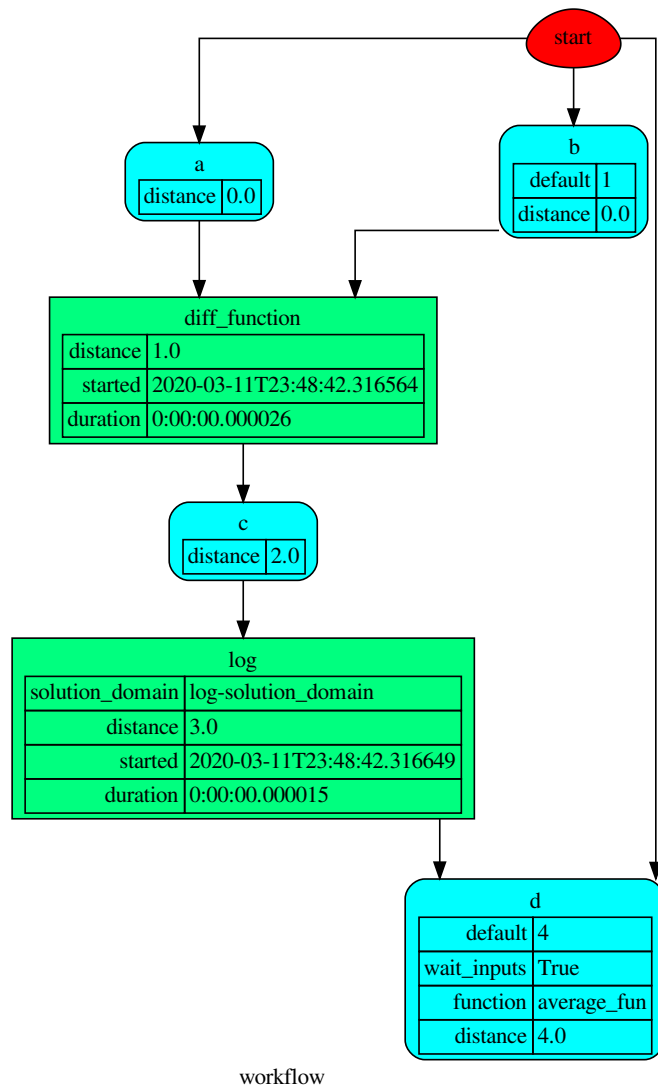 start
a
distance 0.0
b
default 1
distance 0.0
diff_function
distance 1.0
started 2020-03-11T23:48:42.316564
duration 0:00:00.000026
c
distance 2.0
log
solution_domain log-solution_domain
distance 3.0
started 2020-03-11T23:48:42.316649
duration 0:00:00.000015
d
default 4
wait_inputs True
function average_fun
distance 4.0
workflow